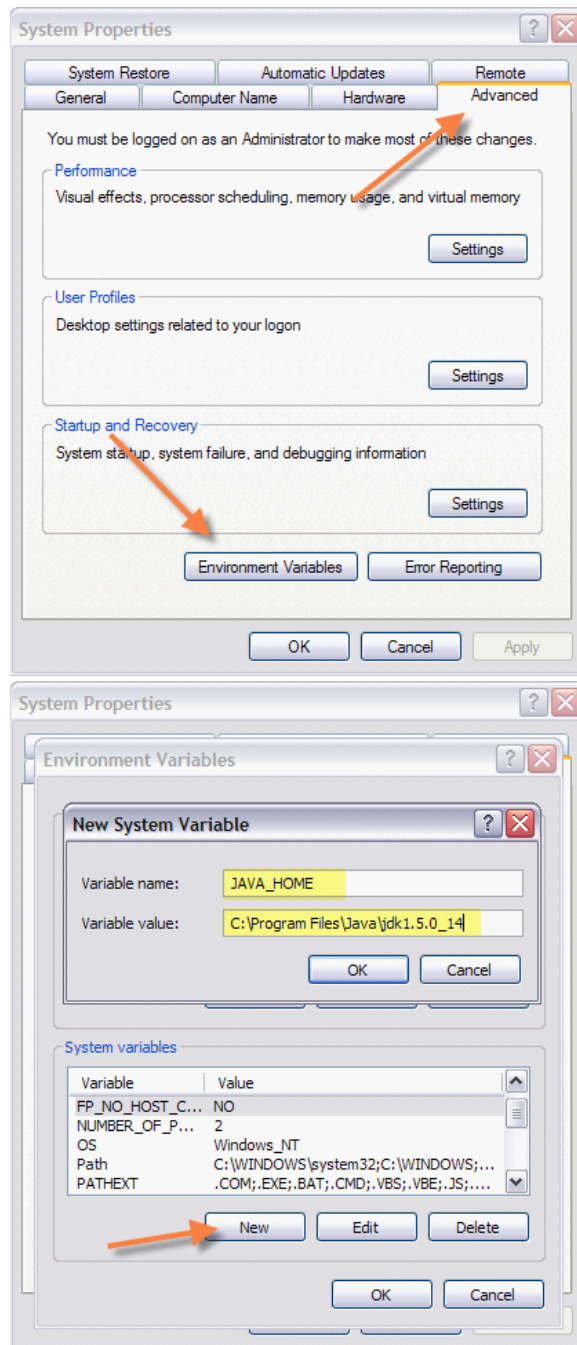 System Properties
System Restore Automatic Updates Remote
General Computer Name Hardware Advanced
You must be logged on as an Administrator to make most of these changes.
Performance
Visual effects, processor scheduling, memory usage, and virtual memory
Settings
User Profiles
Desktop settings related to your logon
Settings
Startup and Recovery
System startup, system failure, and debugging information
Settings
Environment Variables Error Reporting
OK Cancel Apply
System Properties
Environment Variables
New System Variable
Variable name: JAVA_HOME
Variable value: C:\Program Files\Java\jdk1.5.0_14
OK Cancel
System variables
Variable Value
FP_NO_HOST_C... NO
NUMBER_OF_P... 2
OS Windows_NT
Path C:\WINDOWS\system32;C:\WINDOWS;...
PATHEXT .COM;.EXE;.BAT;.CMD;.VBS;.VBE;.JS;....
New Edit Delete
OK Cancel